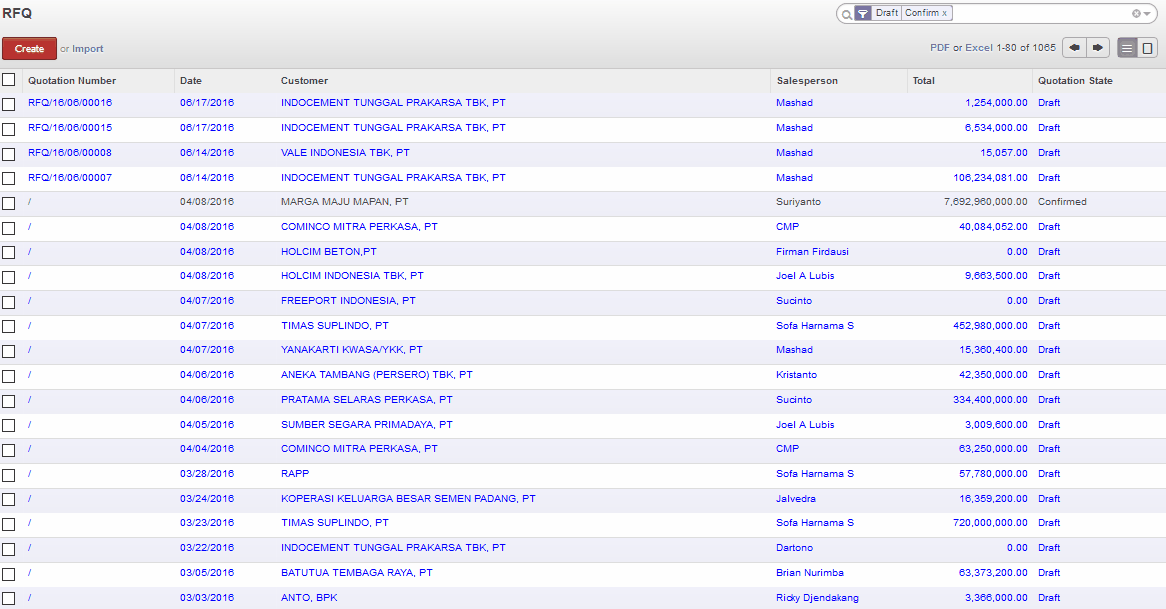 RFQ
Draft Confirm x
Create or Import PDF or Excel 1-80 of 1065
Quotation Number Date Customer Salesperson Total Quotation State
RFQ/16/06/00016 06/17/2016 INDOCEMENT TUNGGAL PRAKARSA TBK, PT Mashad 1,254,000.00 Draft
RFQ/16/06/00015 06/17/2016 INDOCEMENT TUNGGAL PRAKARSA TBK, PT Mashad 6,534,000.00 Draft
RFQ/16/06/00008 06/14/2016 VALE INDONESIA TBK, PT Mashad 15,057.00 Draft
RFQ/16/06/00007 06/14/2016 INDOCEMENT TUNGGAL PRAKARSA TBK, PT Mashad 106,234,081.00 Draft
/ 04/08/2016 MARGA MAJU MAPAN, PT Suriyanto 7,692,960,000.00 Confirmed
/ 04/08/2016 COMINCO MITRA PERKASA, PT CMP 40,084,052.00 Draft
/ 04/08/2016 HOLCIM BETON,PT Firman Firdausi 0.00 Draft
/ 04/08/2016 HOLCIM INDONESIA TBK, PT Joel A Lubis 9,663,500.00 Draft
/ 04/07/2016 FREEPORT INDONESIA, PT Sucinto 0.00 Draft
/ 04/07/2016 TIMAS SUPLINDO, PT Sofa Harnama S 452,980,000.00 Draft
/ 04/07/2016 YANAKARTI KWASA/YKK, PT Mashad 15,360,400.00 Draft
/ 04/06/2016 ANEKA TAMBANG (PERSERO) TBK, PT Kristanto 42,350,000.00 Draft
/ 04/06/2016 PRATAMA SELARAS PERKASA, PT Sucinto 334,400,000.00 Draft
/ 04/05/2016 SUMBER SEGARA PRIMADAYA, PT Joel A Lubis 3,009,600.00 Draft
/ 04/04/2016 COMINCO MITRA PERKASA, PT CMP 63,250,000.00 Draft
/ 03/28/2016 RAPP Sofa Harnama S 57,780,000.00 Draft
/ 03/24/2016 KOPERASI KELUARGA BESAR SEMEN PADANG, PT Jalvedra 16,359,200.00 Draft
/ 03/23/2016 TIMAS SUPLINDO, PT Sofa Harnama S 720,000,000.00 Draft
/ 03/22/2016 INDOCEMENT TUNGGAL PRAKARSA TBK, PT Dartono 0.00 Draft
/ 03/05/2016 BATUTUA TEMBAGA RAYA, PT Brian Nurimba 63,373,200.00 Draft
/ 03/03/2016 ANTO, BPK Ricky Djendakang 3,366,000.00 Draft